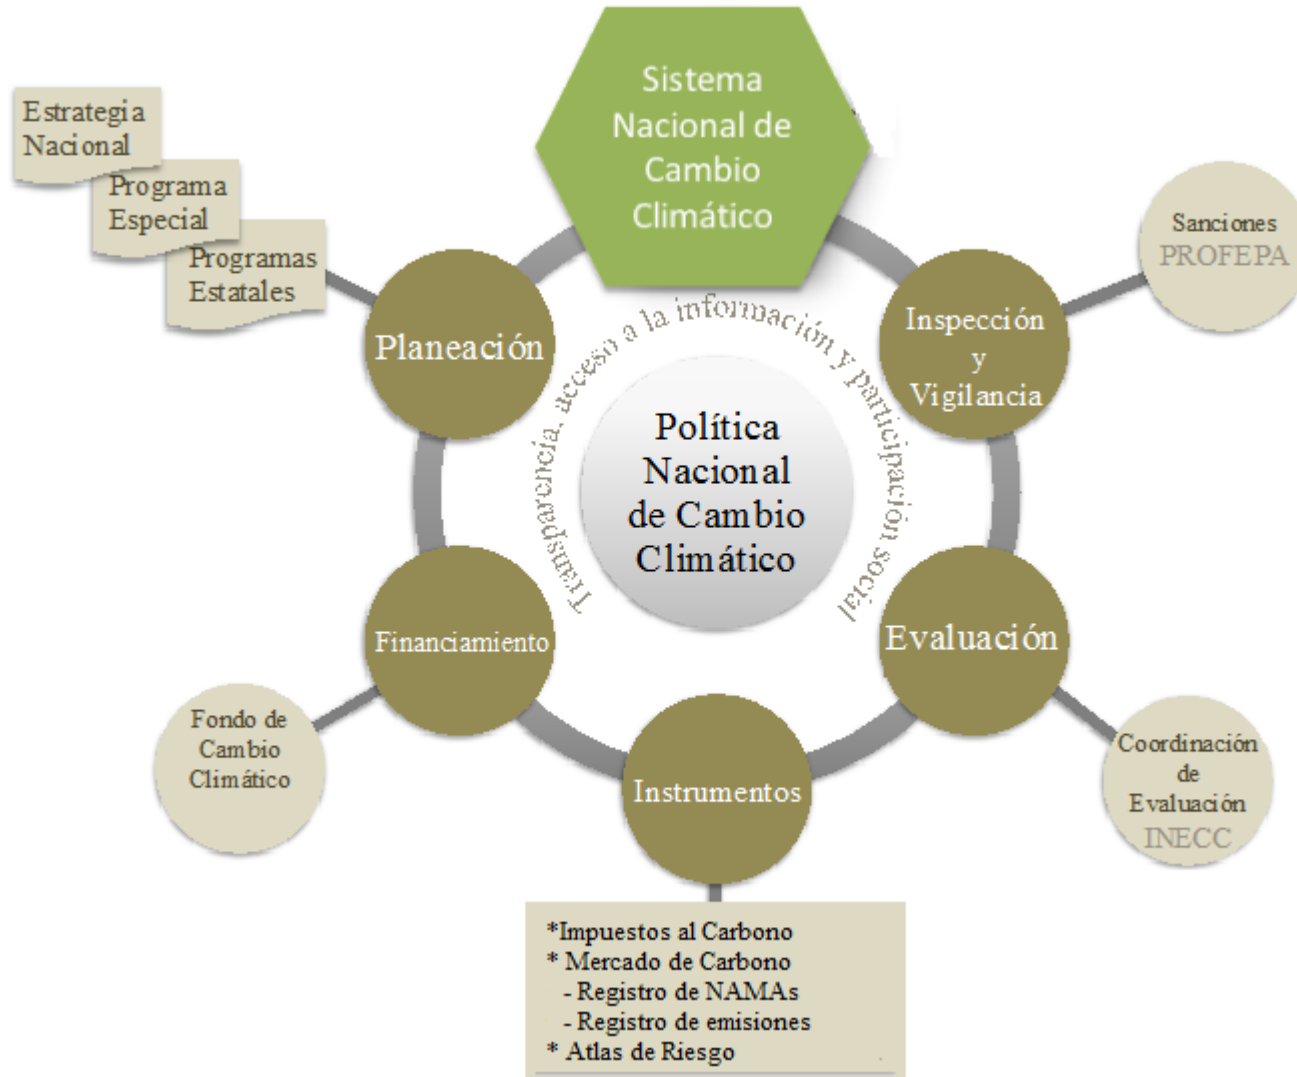 Sistema
Nacional de
Cambio
Climático
Estrategia
Nacional
Programa
Especial
Programas
Estatales
Planeación
Sanciones
PROFEPA
Inspección
y
Vigilancia
Transparencia, acceso a la información y participación social
Política
Nacional
de Cambio
Climático
Financiamiento
Evaluación
Fondo de
Cambio
Climático
Instrumentos
Coordinación
de
Evaluación
INECC
*Impuestos al Carbono
* Mercado de Carbono
- Registro de NAMAs
- Registro de emisiones
* Atlas de Riesgo